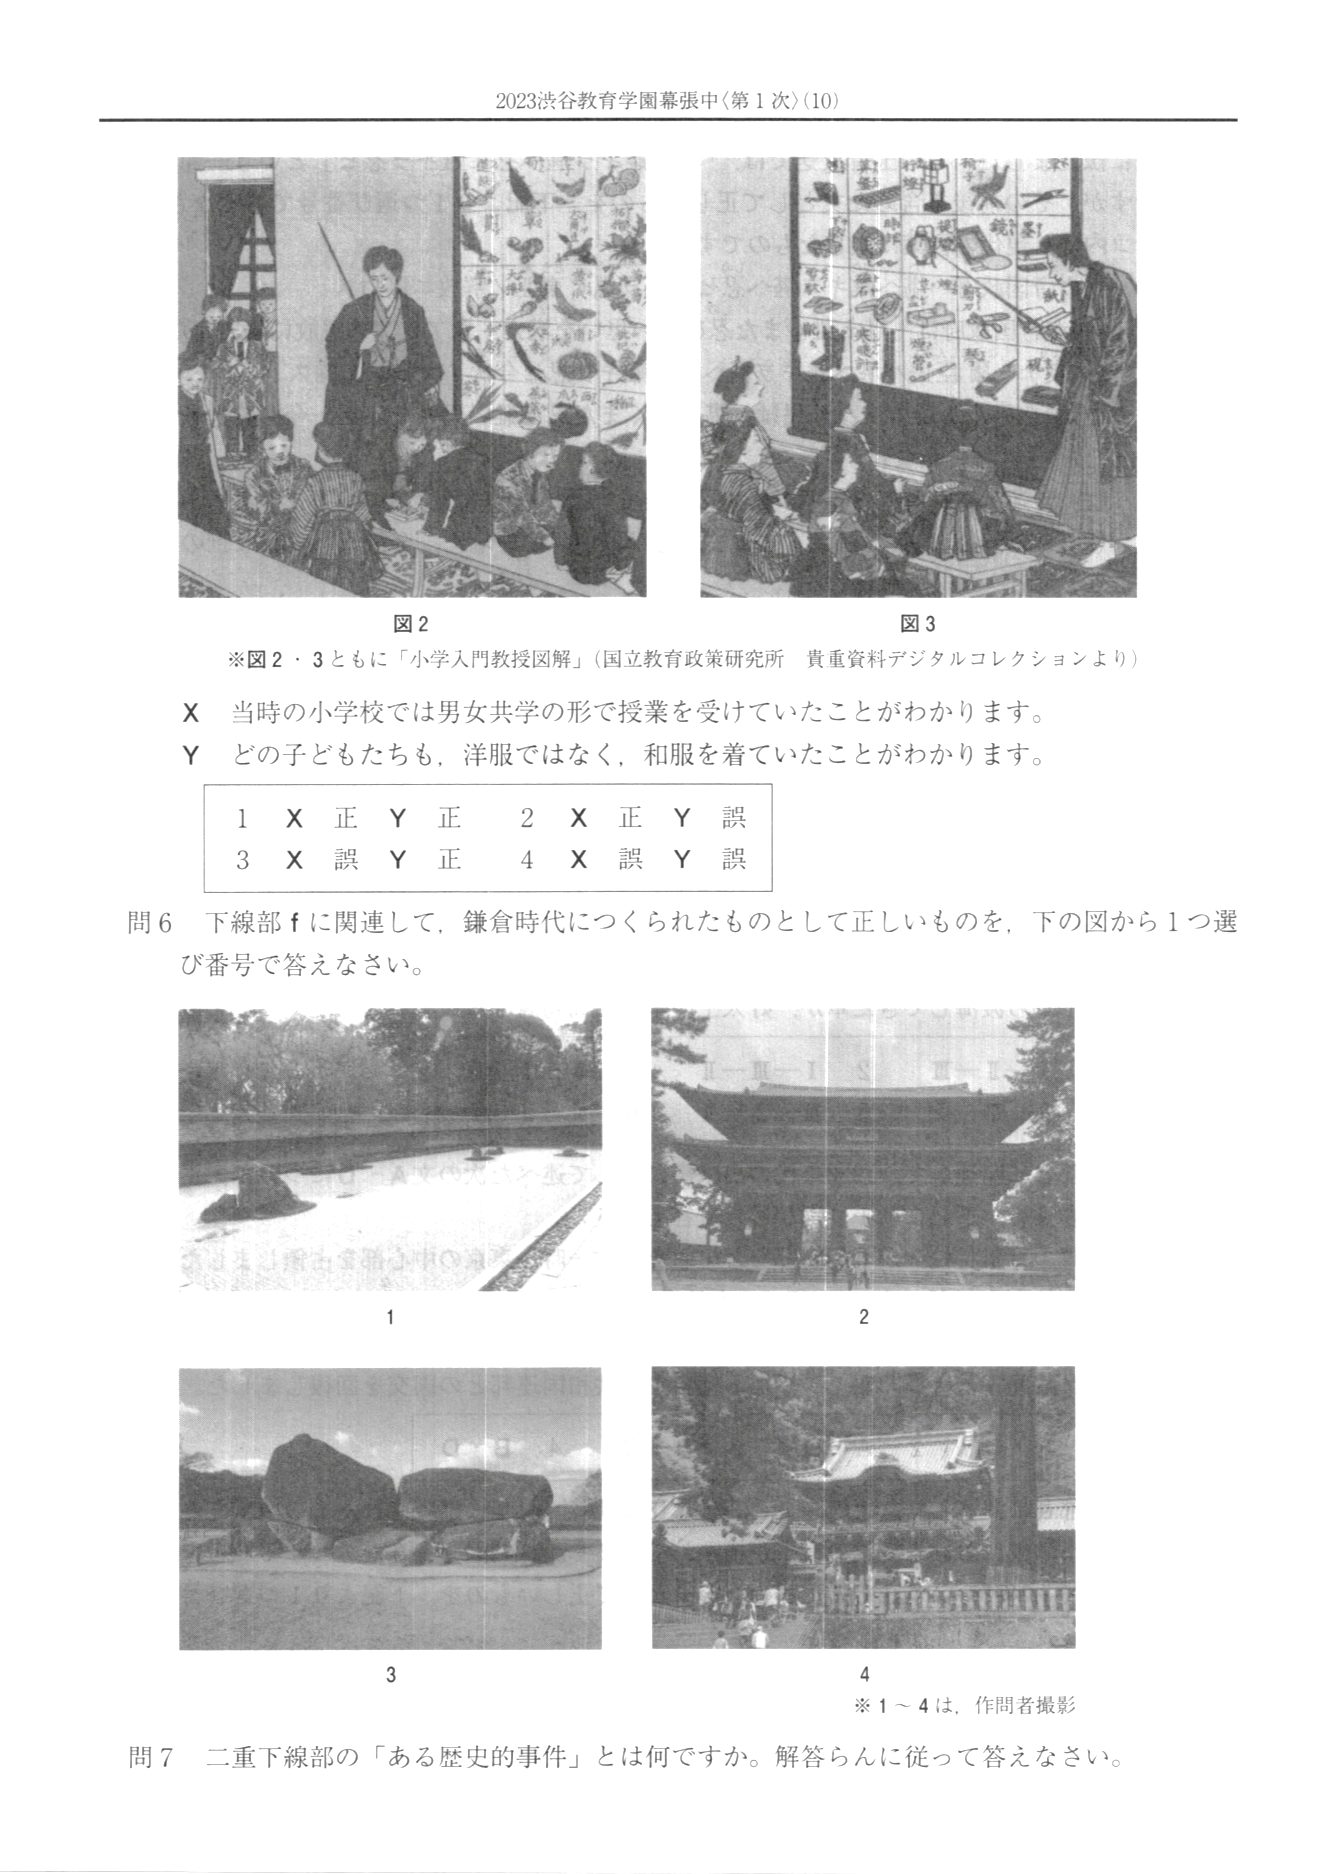 2023渋谷教育学園幕張中〈第1次〉(10)
図2
図3
※図2・3ともに「小学入門教授図解」（国立教育政策研究所　貴重資料デジタルコレクションより）
X　当時の小学校では男女共学の形で授業を受けていたことがわかります。
Y　どの子どもたちも，洋服ではなく，和服を着ていたことがわかります。
1　X　正　Y　正　2　X　正　Y　誤
3　X　誤　Y　正　4　X　誤　Y　誤
問6　下線部fに関連して，鎌倉時代につくられたものとして正しいものを，下の図から1つ選
び番号で答えなさい。
1
2
3
4
※1～4は，作問者撮影
問7　二重下線部の「ある歴史的事件」とは何ですか。解答らんに従って答えなさい。